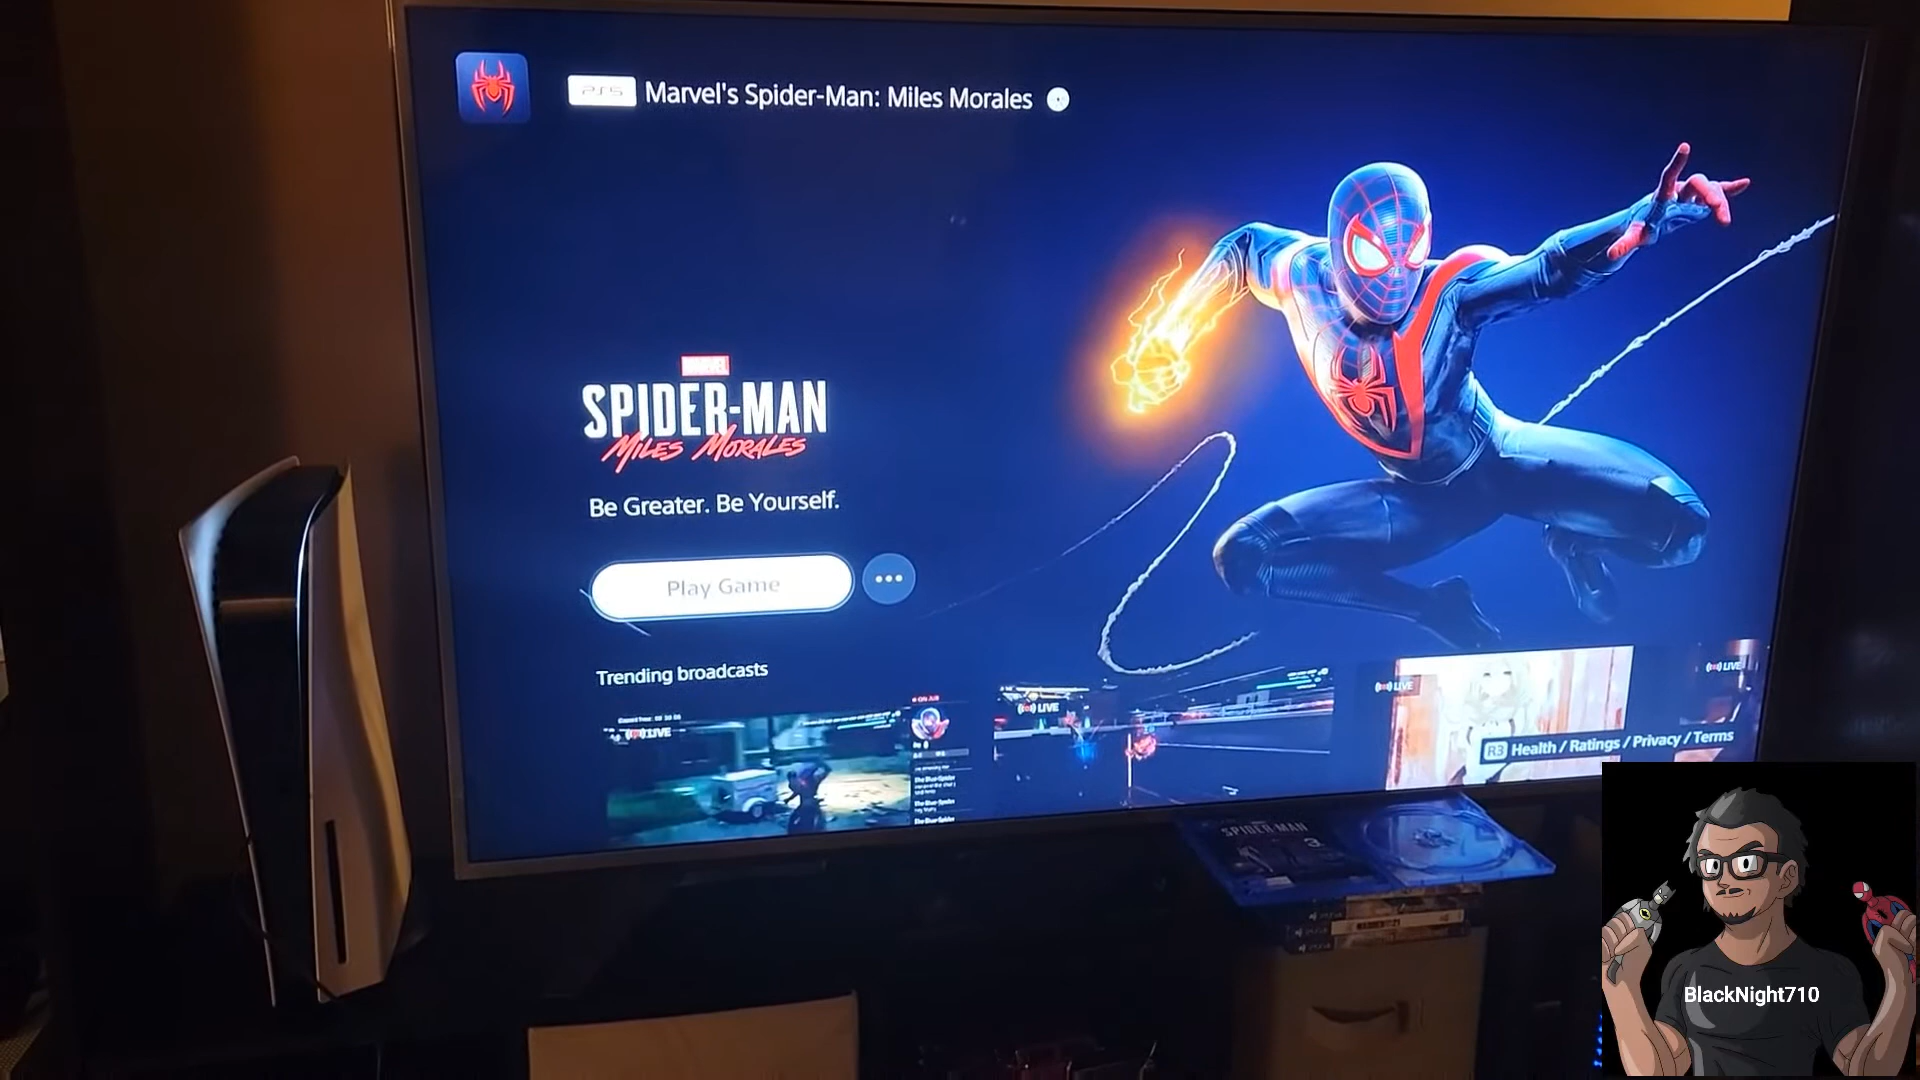 PS5 Marvel's Spider-Man: Miles Morales
MARVEL
SPIDER-MAN
MILES MORALES
Be Greater. Be Yourself.
Play Game
Trending broadcasts
LIVE
LIVE
LIVE
LIVE
R3 Health / Ratings / Privacy / Terms
SPIDER-MAN
BlackNight710